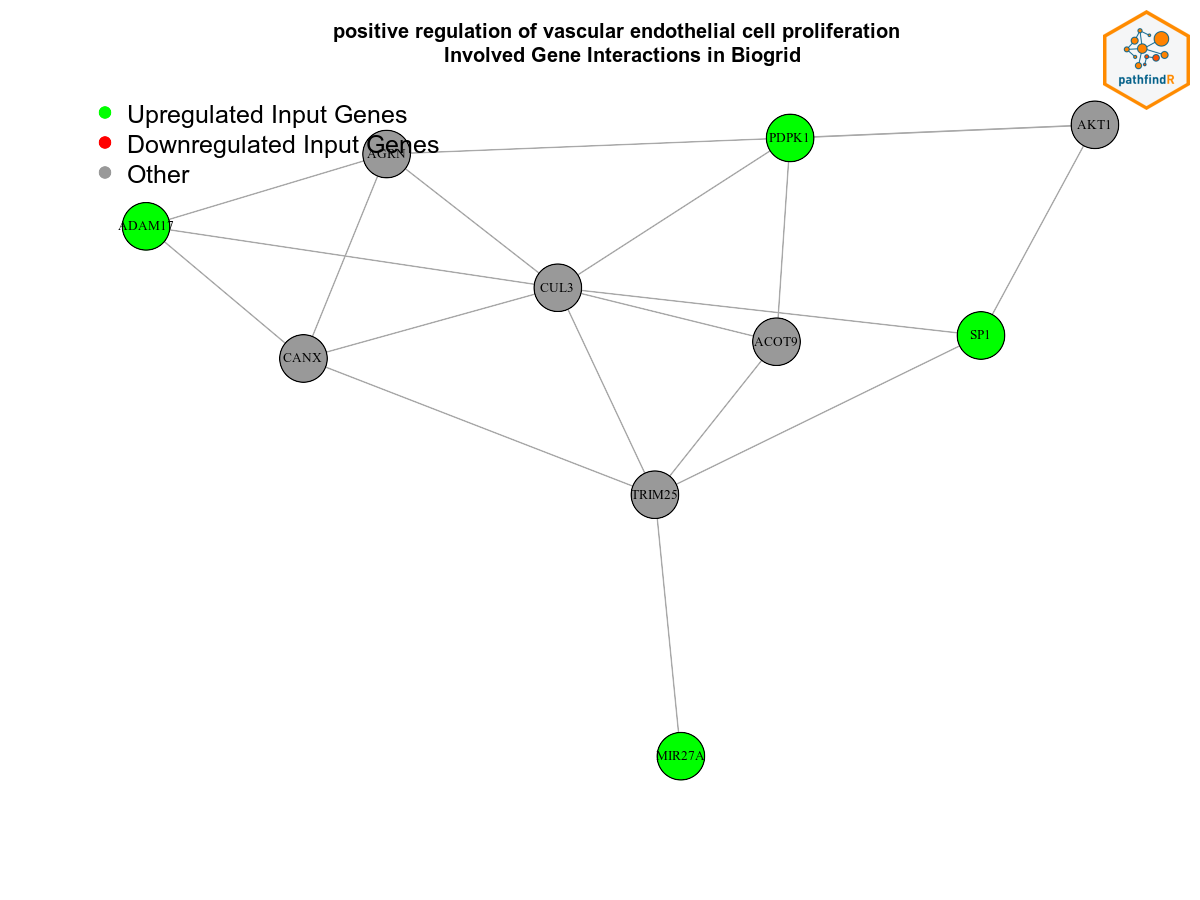 positive regulation of vascular endothelial cell proliferation
Involved Gene Interactions in Biogrid
pathfindR
Upregulated Input Genes
Downregulated Input Genes
Other
AGRN
PDPK1
AKT1
ADAM17
CUL3
SP1
ACOT9
CANX
TRIM25
MIR27A